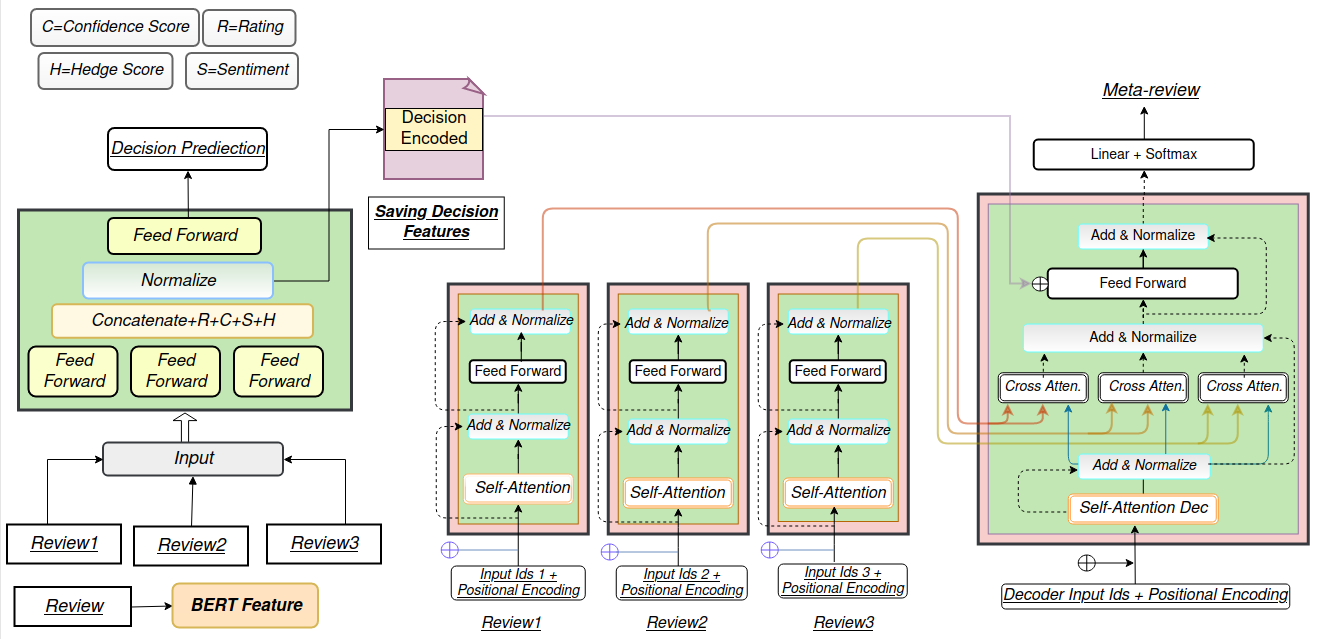 C=Confidence Score
R=Rating
H=Hedge Score
S=Sentiment
Decision Prediection
Feed Forward
Normalize
Concatenate+R+C+S+H
Feed
Forward
Feed
Forward
Feed
Forward
Input
Review1
Review2
Review3
Review
BERT Feature
Decision
Encoded
Saving Decision
Features
Add & Normalize
Feed Forward
Add & Normalize
Self-Attention
Input Ids 1 +
Positional Encoding
Review1
Add & Normalize
Feed Forward
Add & Normalize
Self-Attention
Input Ids 2 +
Positional Encoding
Review2
Add & Normalize
Feed Forward
Add & Normalize
Self-Attention
Input Ids 3 +
Positional Encoding
Review3
Meta-review
Linear + Softmax
Add & Normalize
Feed Forward
Add & Normailize
Cross Atten.
Cross Atten.
Cross Atten.
Add & Normalize
Self-Attention Dec
Decoder Input Ids + Positional Encoding